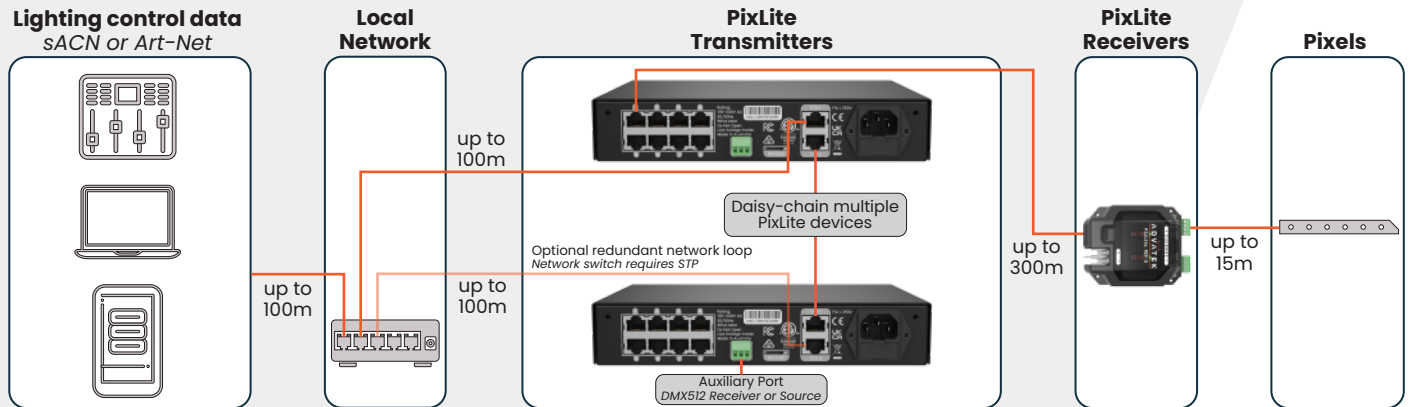 Lighting control data
sACN or Art-Net
Local
Network
PixLite
Transmitters
PixLite
Receivers
Pixels
up to
100m
up to
100m
up to
100m
Daisy-chain multiple
PixLite devices
Optional redundant network loop
Network switch requires STP
Auxiliary Port
DMX512 Receiver or Source
up to
300m
ADVATEK
up to
15m